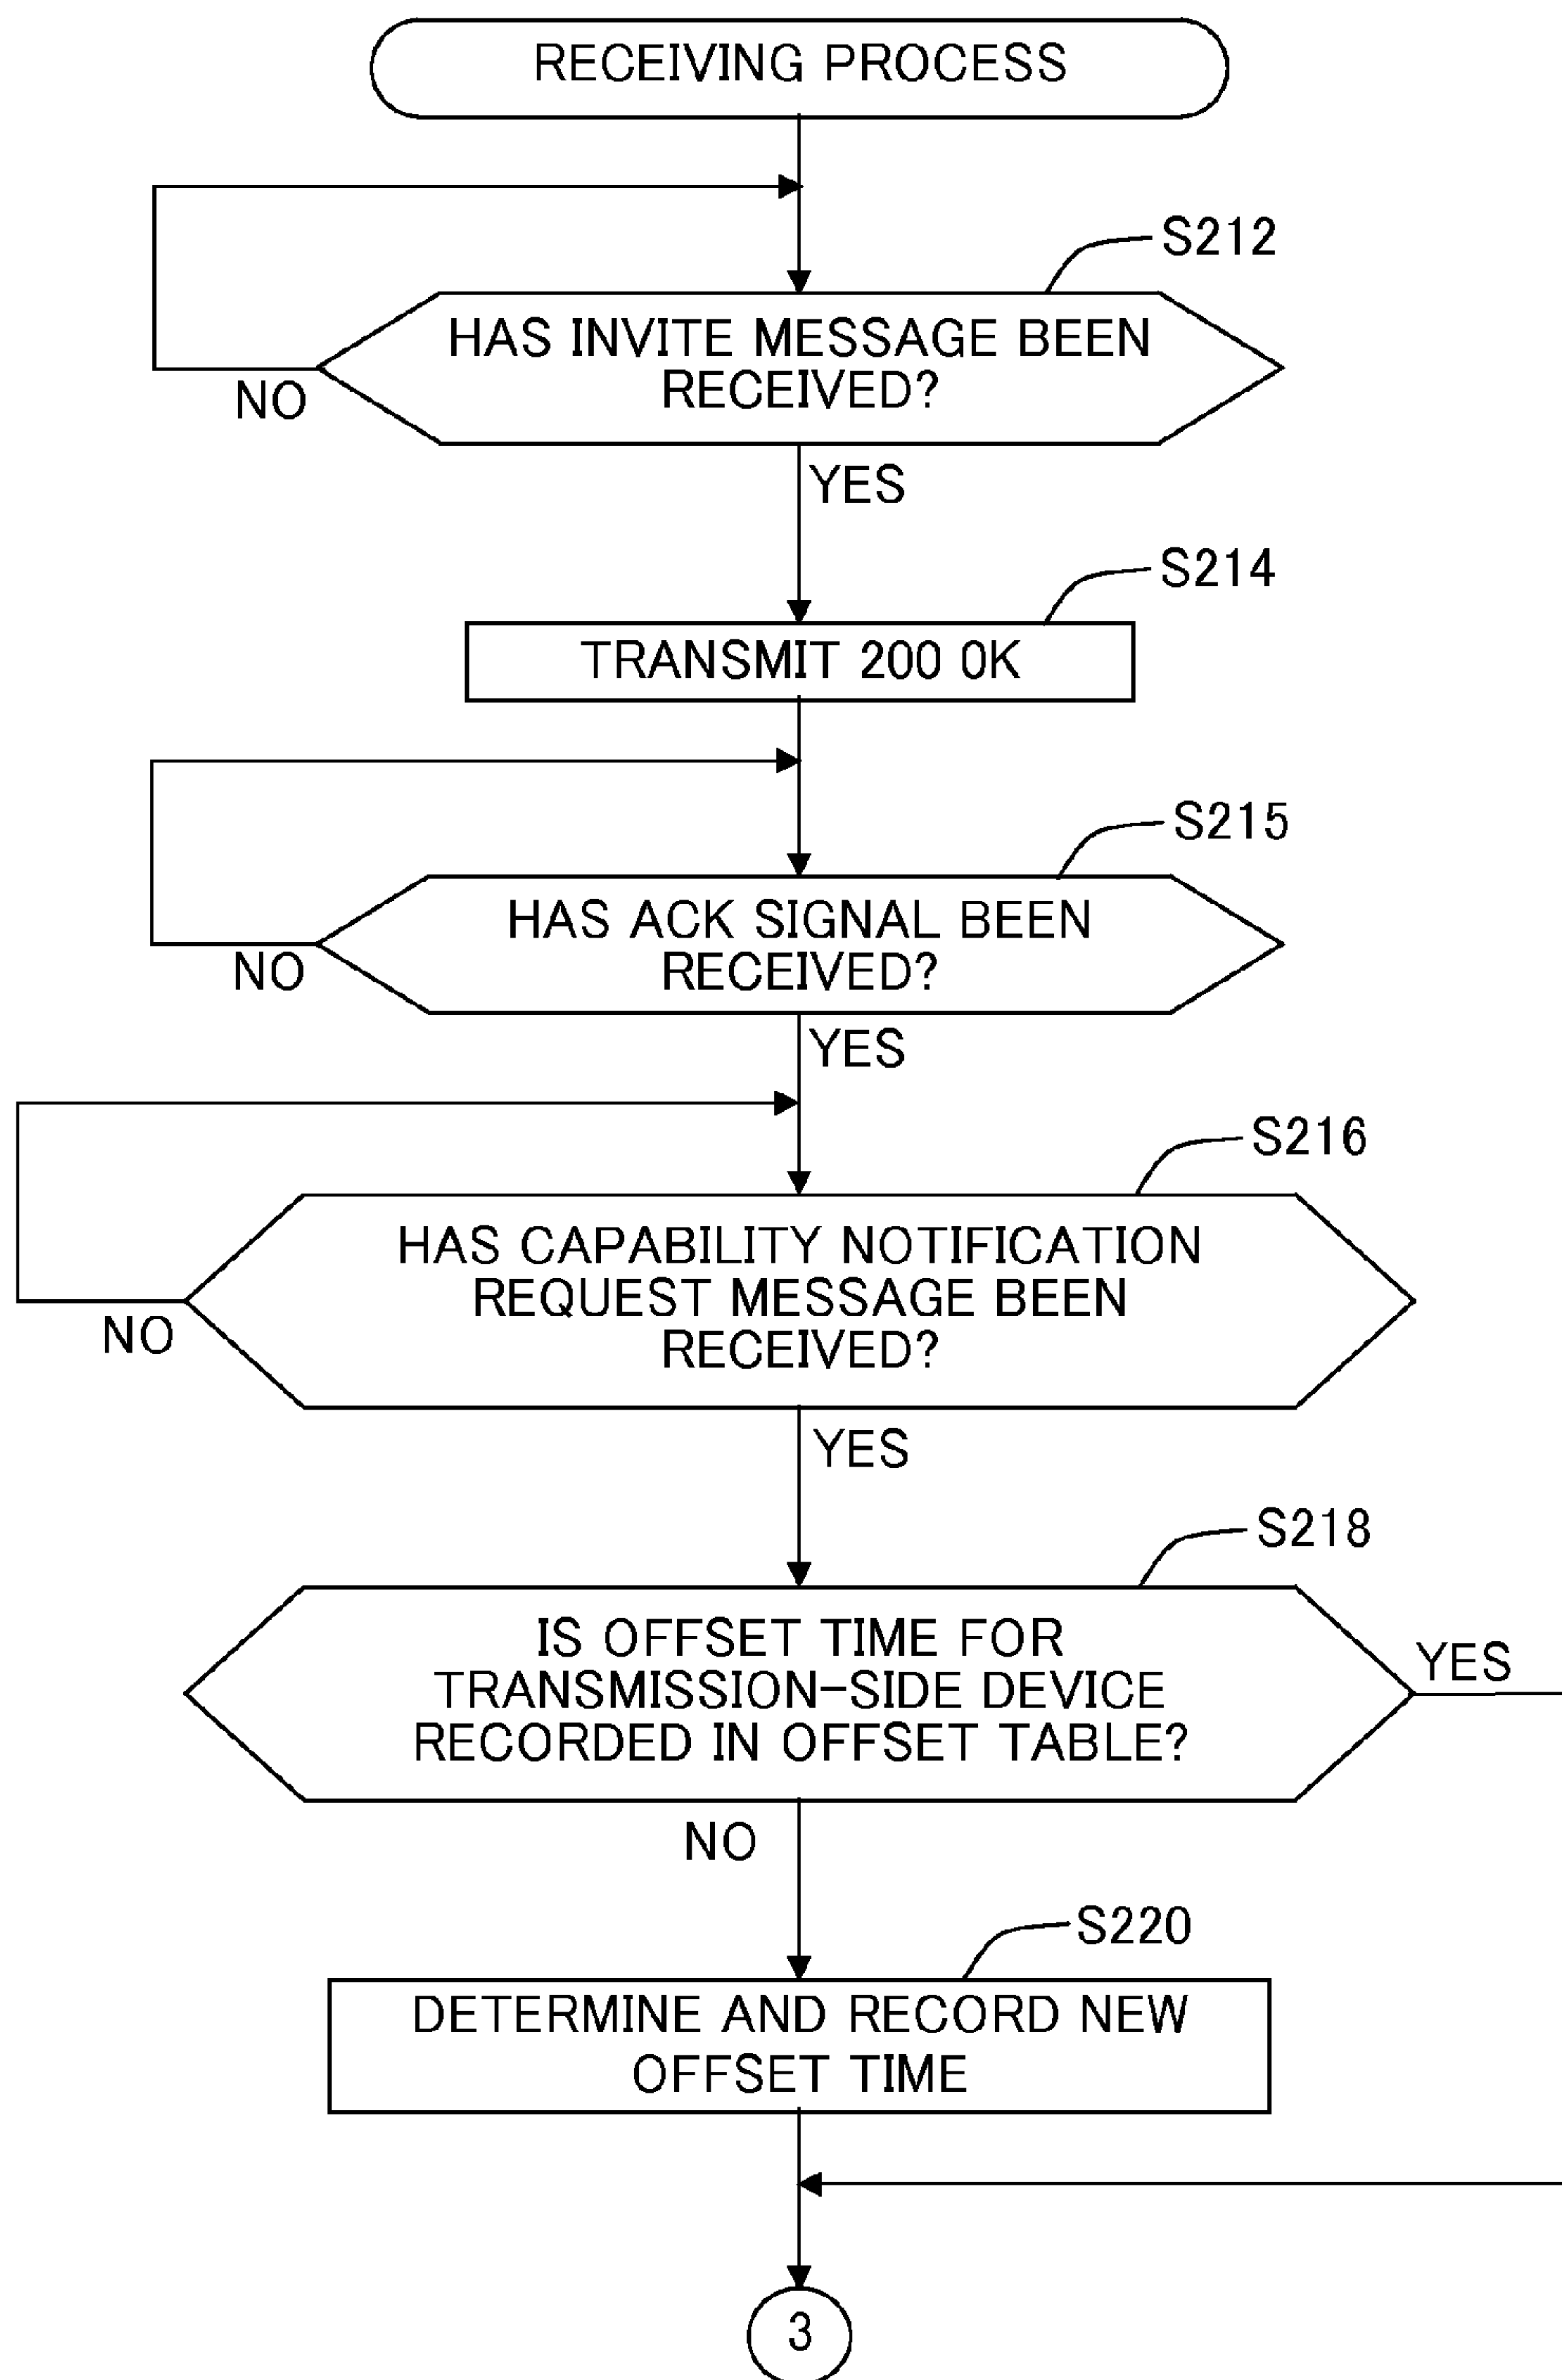 RECEIVING PROCESS
S212
HAS INVITE MESSAGE BEEN
RECEIVED?
NO
YES
S214
TRANSMIT 200 OK
S215
HAS ACK SIGNAL BEEN
RECEIVED?
NO
YES
S216
HAS CAPABILITY NOTIFICATION
REQUEST MESSAGE BEEN
RECEIVED?
NO
YES
S218
IS OFFSET TIME FOR
TRANSMISSION-SIDE DEVICE
RECORDED IN OFFSET TABLE?
YES
NO
S220
DETERMINE AND RECORD NEW
OFFSET TIME
3